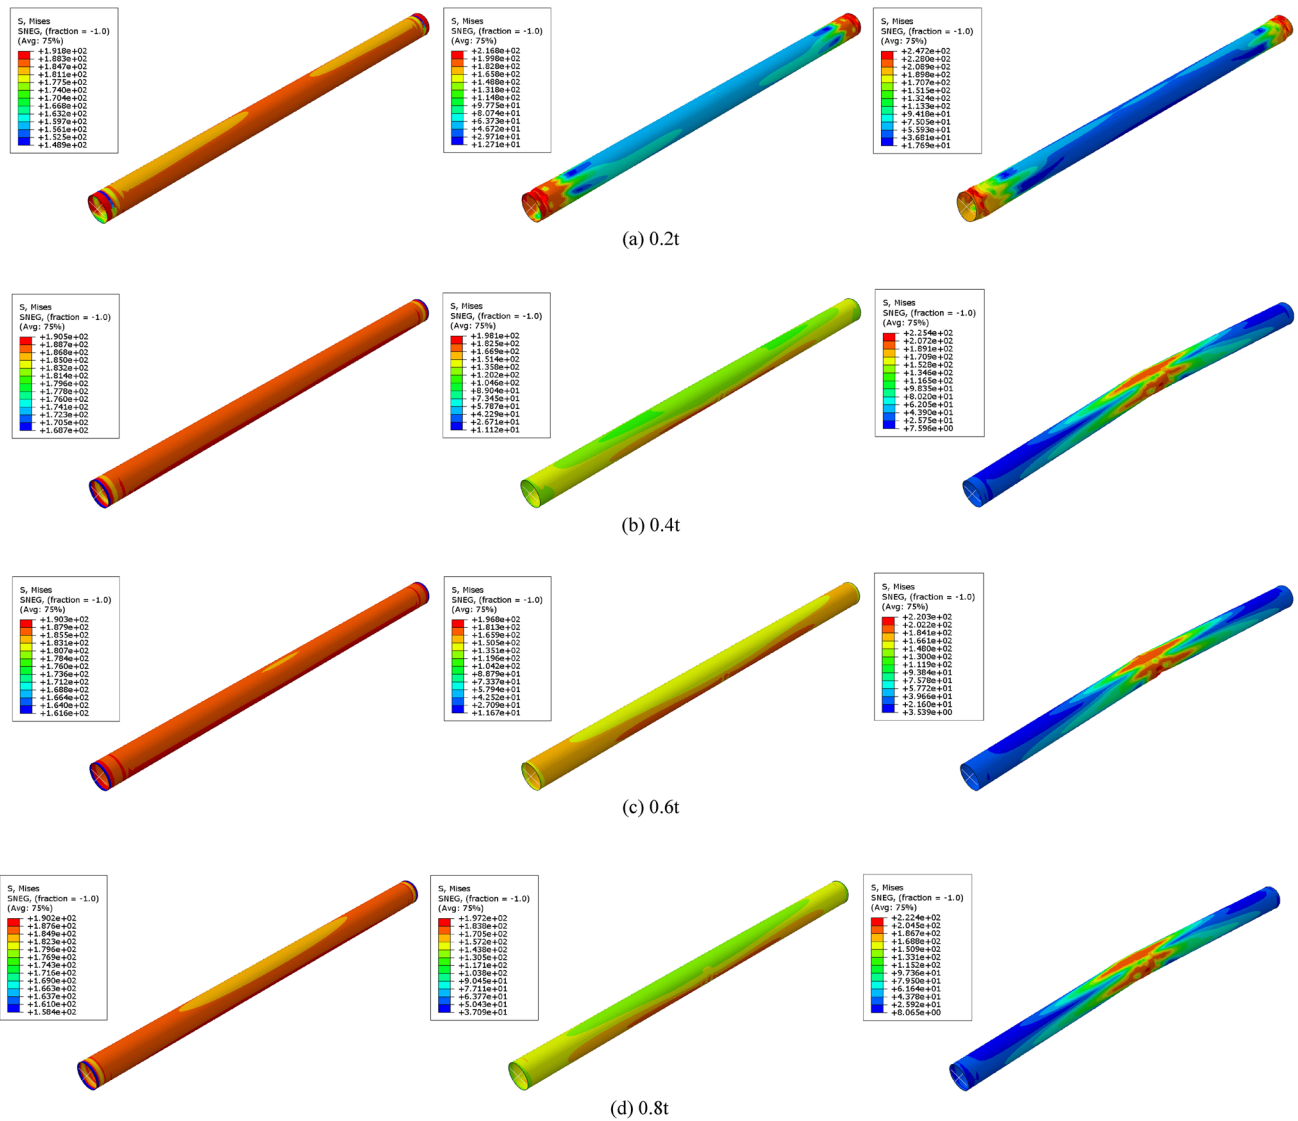 S, Mises
SNEG, (fraction = -1.0)
(Avg: 75%)
+1.918e+02
+1.883e+02
+1.847e+02
+1.811e+02
+1.775e+02
+1.740e+02
+1.704e+02
+1.668e+02
+1.632e+02
+1.597e+02
+1.561e+02
+1.525e+02
+1.489e+02
S, Mises
SNEG, (fraction = -1.0)
(Avg: 75%)
+2.168e+02
+1.998e+02
+1.828e+02
+1.658e+02
+1.488e+02
+1.318e+02
+1.148e+02
+9.775e+01
+8.074e+01
+6.373e+01
+4.672e+01
+2.971e+01
+1.271e+01
S, Mises
SNEG, (fraction = -1.0)
(Avg: 75%)
+2.472e+02
+2.280e+02
+2.089e+02
+1.898e+02
+1.707e+02
+1.515e+02
+1.324e+02
+1.133e+02
+9.418e+01
+7.505e+01
+5.593e+01
+3.681e+01
+1.769e+01
(a) 0.2t
S, Mises
SNEG, (fraction = -1.0)
(Avg: 75%)
+1.905e+02
+1.887e+02
+1.868e+02
+1.850e+02
+1.832e+02
+1.814e+02
+1.796e+02
+1.778e+02
+1.760e+02
+1.741e+02
+1.723e+02
+1.705e+02
+1.687e+02
S, Mises
SNEG, (fraction = -1.0)
(Avg: 75%)
+1.981e+02
+1.825e+02
+1.669e+02
+1.514e+02
+1.358e+02
+1.202e+02
+1.046e+02
+8.904e+01
+7.345e+01
+5.787e+01
+4.229e+01
+2.671e+01
+1.112e+01
S, Mises
SNEG, (fraction = -1.0)
(Avg: 75%)
+2.254e+02
+2.072e+02
+1.891e+02
+1.709e+02
+1.528e+02
+1.346e+02
+1.165e+02
+9.835e+01
+8.020e+01
+6.205e+01
+4.390e+01
+2.575e+01
+7.596e+00
(b) 0.4t
S, Mises
SNEG, (fraction = -1.0)
(Avg: 75%)
+1.903e+02
+1.879e+02
+1.855e+02
+1.831e+02
+1.807e+02
+1.784e+02
+1.760e+02
+1.736e+02
+1.712e+02
+1.688e+02
+1.664e+02
+1.640e+02
+1.616e+02
S, Mises
SNEG, (fraction = -1.0)
(Avg: 75%)
+1.968e+02
+1.813e+02
+1.659e+02
+1.505e+02
+1.351e+02
+1.196e+02
+1.042e+02
+8.879e+01
+7.337e+01
+5.794e+01
+4.252e+01
+2.709e+01
+1.167e+01
S, Mises
SNEG, (fraction = -1.0)
(Avg: 75%)
+2.203e+02
+2.022e+02
+1.841e+02
+1.661e+02
+1.480e+02
+1.300e+02
+1.119e+02
+9.384e+01
+7.578e+01
+5.772e+01
+3.966e+01
+2.160e+01
+3.539e+00
(c) 0.6t
S, Mises
SNEG, (fraction = -1.0)
(Avg: 75%)
+1.902e+02
+1.876e+02
+1.849e+02
+1.823e+02
+1.796e+02
+1.769e+02
+1.743e+02
+1.716e+02
+1.690e+02
+1.663e+02
+1.637e+02
+1.610e+02
+1.584e+02
S, Mises
SNEG, (fraction = -1.0)
(Avg: 75%)
+1.972e+02
+1.838e+02
+1.705e+02
+1.572e+02
+1.438e+02
+1.305e+02
+1.171e+02
+1.038e+02
+9.045e+01
+7.711e+01
+6.377e+01
+5.043e+01
+3.709e+01
S, Mises
SNEG, (fraction = -1.0)
(Avg: 75%)
+2.224e+02
+2.045e+02
+1.867e+02
+1.688e+02
+1.509e+02
+1.331e+02
+1.152e+02
+9.736e+01
+7.950e+01
+6.164e+01
+4.378e+01
+2.592e+01
+8.065e+00
(d) 0.8t